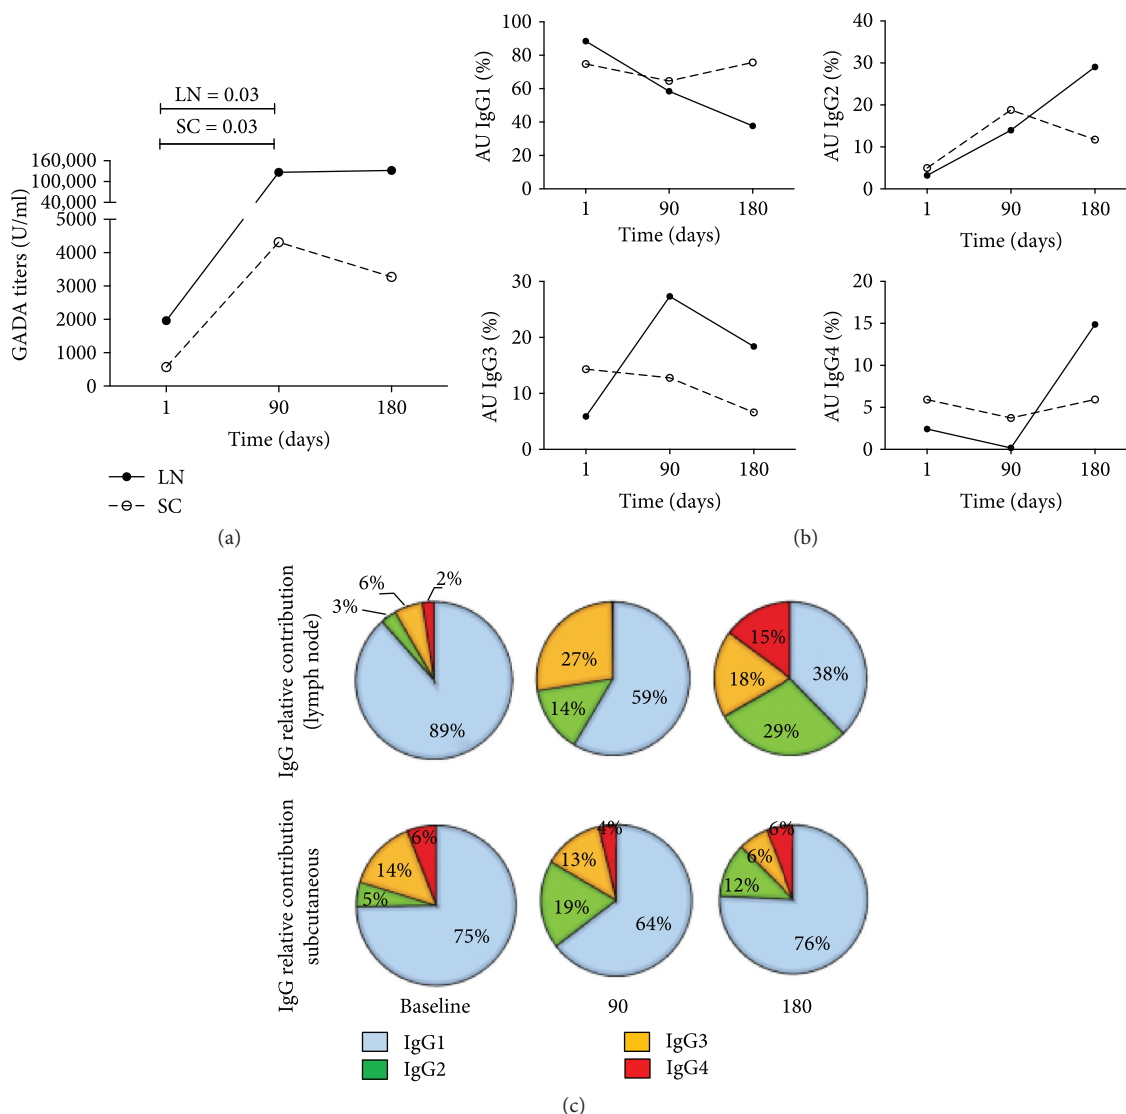 LN = 0.03
SC = 0.03
160,000
100,000
40,000
5000
4000
3000
2000
1000
0
GADA titers (U/ml)
1 90 180
Time (days)
LN
SC
(a)
100
80
60
40
20
0
AU IgG1 (%)
1 90 180
Time (days)
40
30
20
10
0
AU IgG2 (%)
1 90 180
Time (days)
30
20
10
0
AU IgG3 (%)
1 90 180
Time (days)
20
15
10
5
0
AU IgG4 (%)
1 90 180
Time (days)
(b)
IgG relative contribution
(lymph node)
3%
6%
2%
89%
27%
14%
59%
15%
18%
38%
29%
IgG relative contribution
subcutaneous
6%
14%
5%
75%
4%
13%
19%
64%
6%
6%
12%
76%
Baseline 90 180
IgG1
IgG2
IgG3
IgG4
(c)